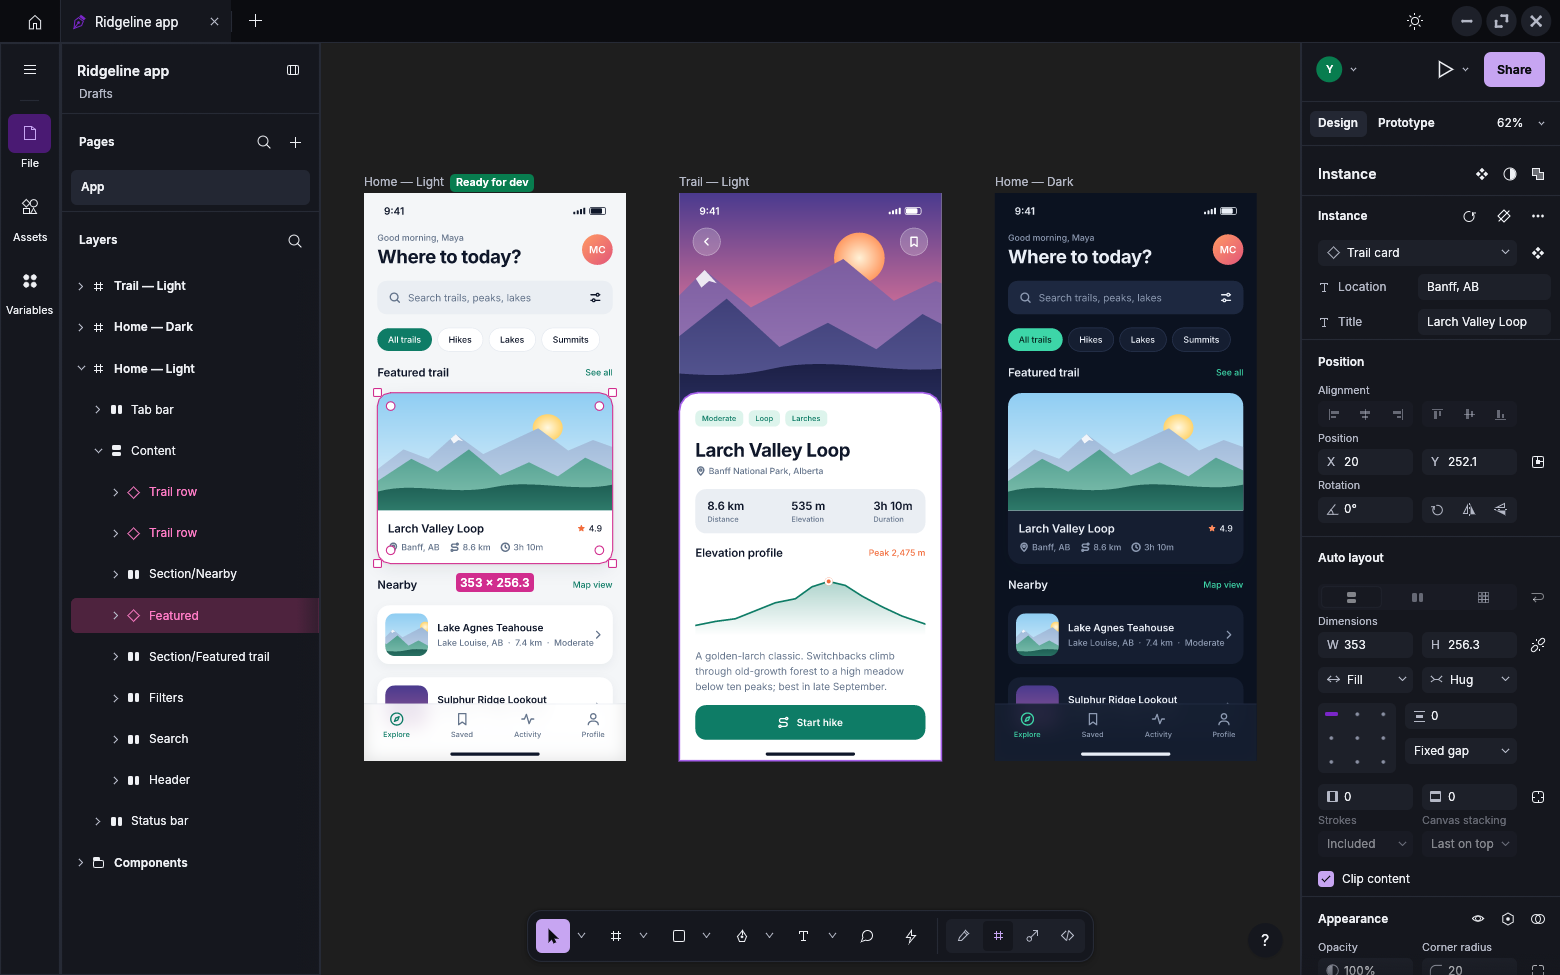 Ridgeline app
Y
Share
Ridgeline app
Drafts
Design
Prototype
62%
Pages
App
File
Assets
Variables
Layers
Trail — Light
Home — Dark
Home — Light
Tab bar
Content
Trail row
Trail row
Section/Nearby
Featured
Section/Featured trail
Filters
Search
Header
Status bar
Components
Home — Light
Ready for dev
9:41
Good morning, Maya
Where to today?
MC
Search trails, peaks, lakes
All trails
Hikes
Lakes
Summits
Featured trail
See all
Larch Valley Loop
4.9
Banff, AB
8.6 km
3h 10m
353 × 256.3
Nearby
Map view
Lake Agnes Teahouse
Lake Louise, AB · 7.4 km · Moderate
Sulphur Ridge Lookout
Explore
Saved
Activity
Profile
Trail — Light
9:41
Moderate
Loop
Larches
Larch Valley Loop
Banff National Park, Alberta
8.6 km
535 m
3h 10m
Distance
Elevation
Duration
Elevation profile
Peak 2,475 m
A golden-larch classic. Switchbacks climb
through old-growth forest to a high meadow
below ten peaks; best in late September.
Start hike
Home — Dark
9:41
Good morning, Maya
Where to today?
MC
Search trails, peaks, lakes
All trails
Hikes
Lakes
Summits
Featured trail
See all
Larch Valley Loop
4.9
Banff, AB
8.6 km
3h 10m
Nearby
Map view
Lake Agnes Teahouse
Lake Louise, AB · 7.4 km · Moderate
Sulphur Ridge Lookout
Explore
Saved
Activity
Profile
Instance
Instance
Trail card
Location
Banff, AB
Title
Larch Valley Loop
Position
Alignment
Position
X 20
Y 252.1
Rotation
0°
Auto layout
Dimensions
W 353
H 256.3
Fill
Hug
0
Fixed gap
0
0
Strokes
Canvas stacking
Included
Last on top
Clip content
Appearance
Opacity
Corner radius
100%
20
?